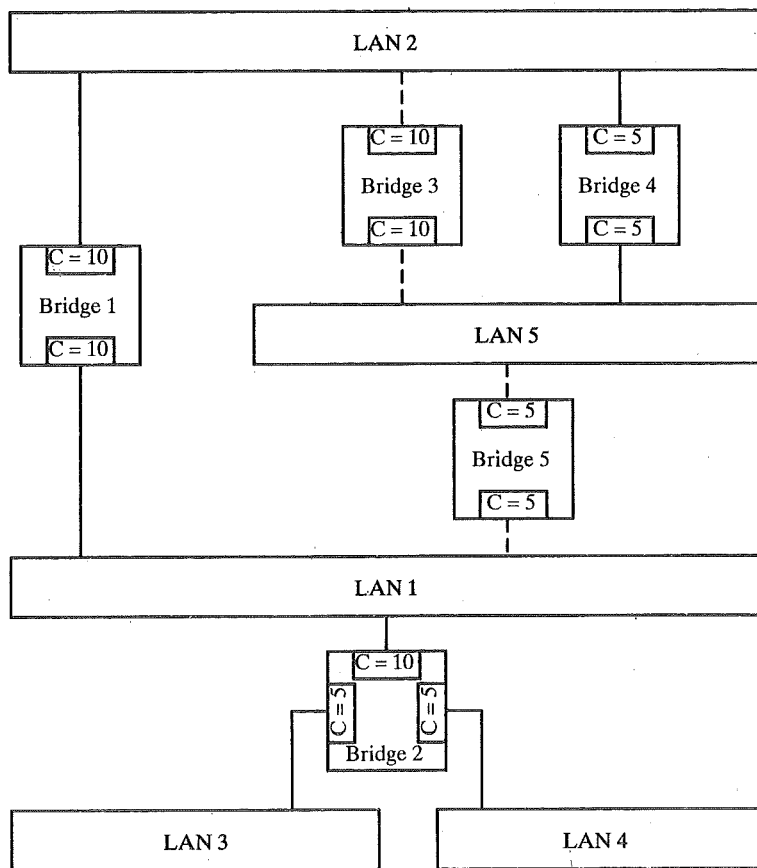 LAN 2
C = 10
C = 5
Bridge 3
Bridge 4
C = 10
C = 5
C = 10
Bridge 1
C = 10
LAN 5
C = 5
Bridge 5
C = 5
LAN 1
C = 10
C = 5
C = 5
Bridge 2
LAN 3
LAN 4